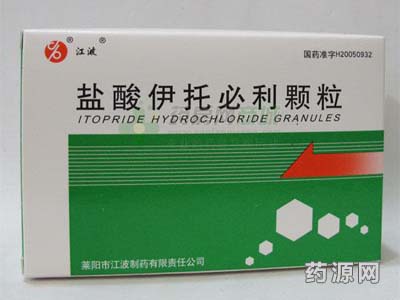 ® 江波 ®
国药准字H20050932
盐酸伊托必利颗粒
ITOPRIDE HYDROCHLORIDE GRANULES
莱阳市江波制药有限责任公司
药源网